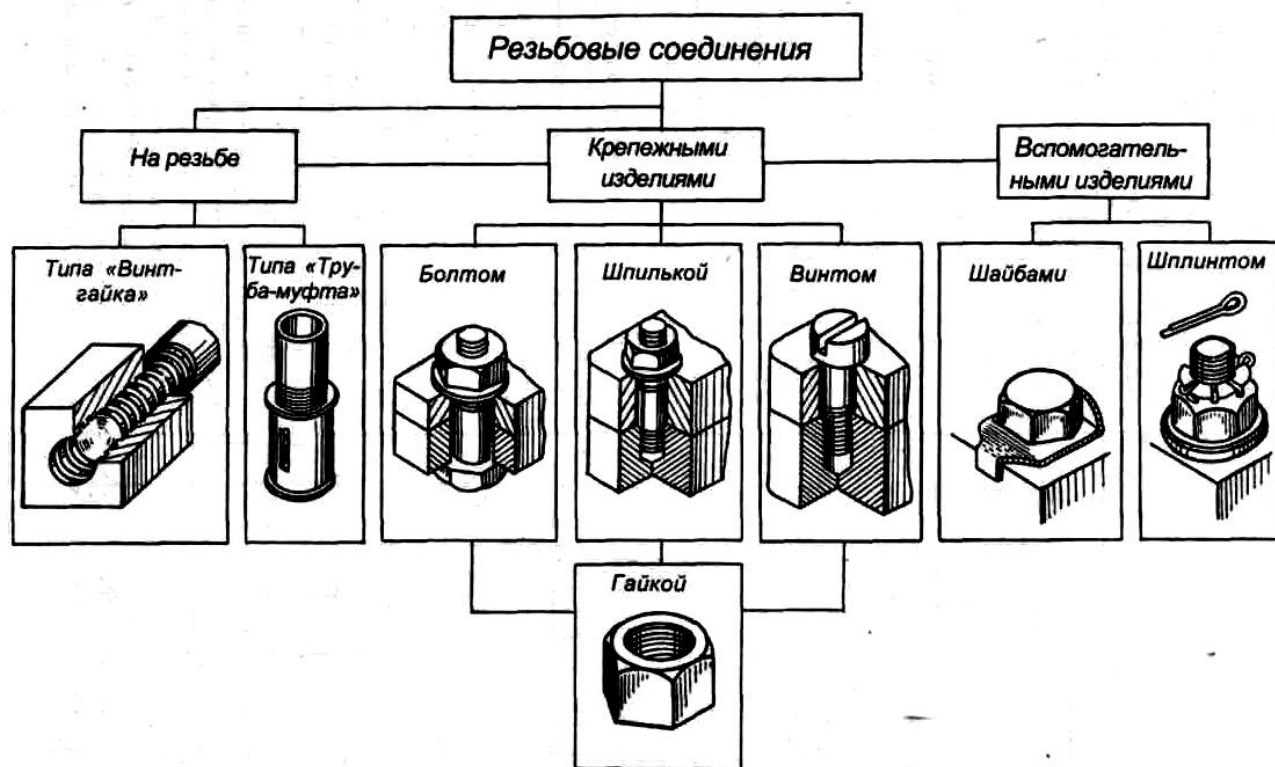 Резьбовые соединения
На резьбе
Крепежными
изделиями
Вспомогатель-
ными изделиями
Типа «Винт-
гайка»
Типа «Тру-
ба-муфта»
Болтом
Шпилькой
Винтом
Шайбами
Шплинтом
Гайкой